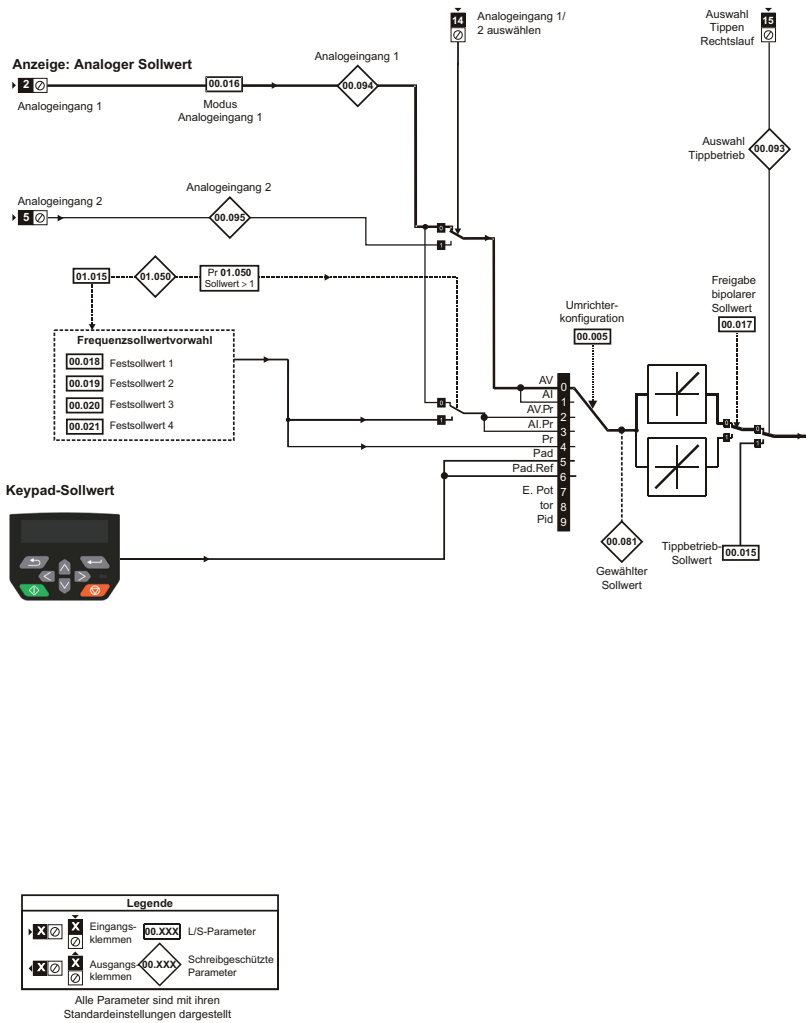 14
Analogeingang 1/
2 auswählen
Auswahl
Tippen
Rechtslauf
15
Anzeige: Analoger Sollwert
Analogeingang 1
2
00.016
00.094
Analogeingang 1
Modus
Analogeingang 1
Auswahl
Tippbetrieb
00.093
Analogeingang 2
Analogeingang 2
5
00.095
0
1
01.015
01.050
Pr 01.050
Sollwert > 1
Frequenzsollwertvorwahl
00.018 Festsollwert 1
00.019 Festsollwert 2
00.020 Festsollwert 3
00.021 Festsollwert 4
0
1
Umrichter-
konfiguration
00.005
Freigabe
bipolarer
Sollwert
00.017
AV 0
AI 1
AV.Pr 2
AI.Pr 3
Pr 4
Pad 5
Pad.Ref 6
E. Pot 7
tor 8
Pid 9
0
1
0
1
00.081
Gewählter
Sollwert
Tippbetrieb-
Sollwert
00.015
Keypad-Sollwert
Legende
X X Eingangs-
klemmen
00.XXX L/S-Parameter
X X Ausgangs-
klemmen
00.XXX Schreibgeschützte
Parameter
Alle Parameter sind mit ihren
Standardeinstellungen dargestellt